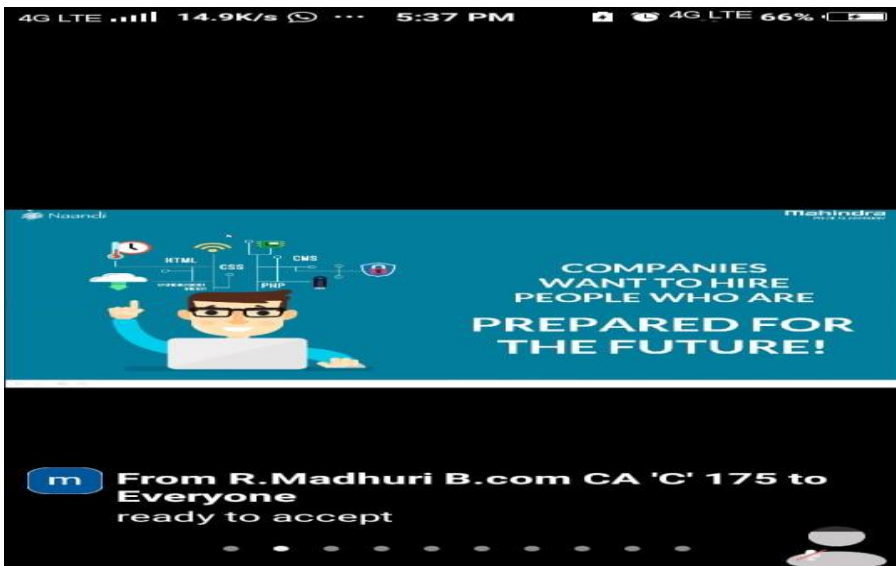 4G LTE 14.9K/s ··· 5:37 PM 4G LTE 66%
Naandi
Mahindra
HTML
CSS
CMS
PHP
COMPANIES
WANT TO HIRE
PEOPLE WHO ARE
PREPARED FOR
THE FUTURE!
m
From R.Madhuri B.com CA 'C' 175 to
Everyone
ready to accept